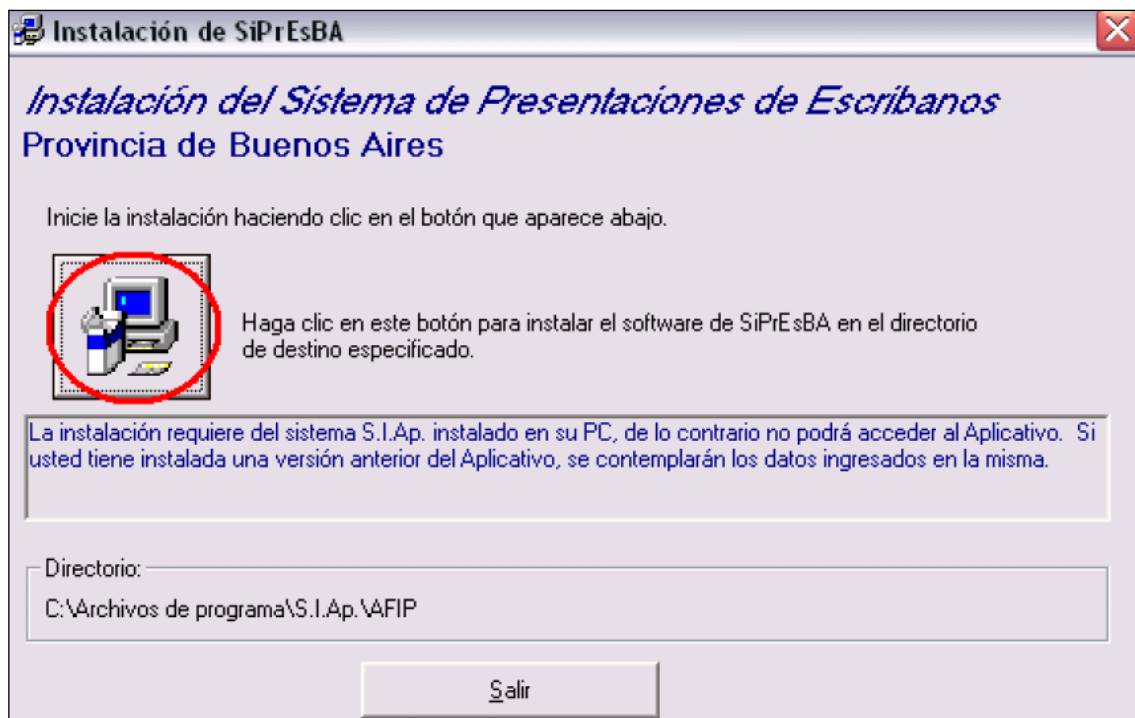 Instalación de SiPrEsBA
Instalación del Sistema de Presentaciones de Escribanos
Provincia de Buenos Aires
Inicie la instalación haciendo clic en el botón que aparece abajo.
Haga clic en este botón para instalar el software de SiPrEsBA en el directorio
de destino especificado.
La instalación requiere del sistema S.I.Ap. instalado en su PC, de lo contrario no podrá acceder al Aplicativo. Si
usted tiene instalada una versión anterior del Aplicativo, se contemplarán los datos ingresados en la misma.
Directorio:
C:\Archivos de programa\S.I.Ap.\AFIP
Salir